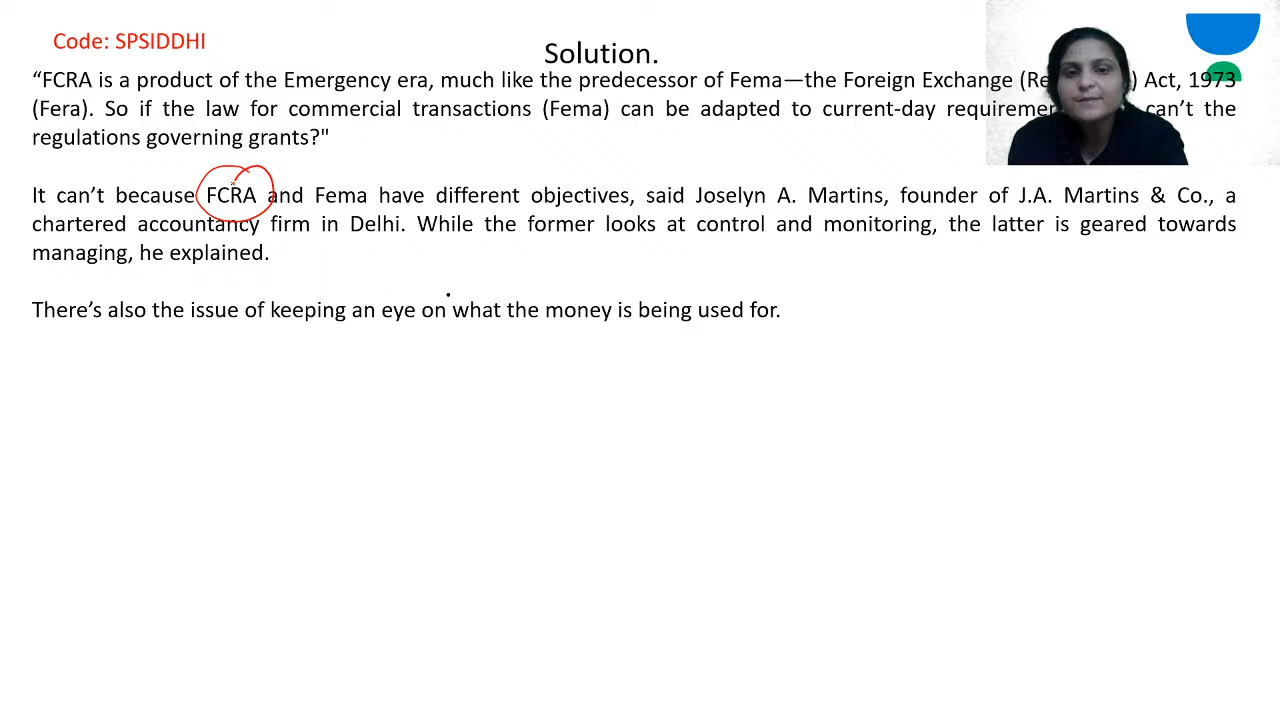 Code: SPSIDDHI
Solution.
“FCRA is a product of the Emergency era, much like the predecessor of Fema—the Foreign Exchange ) Act, 1973
(Fera). So if the law for commercial transactions (Fema) can be adapted to current-day can’t the
regulations governing grants?"
It can’t because FCRA and Fema have different objectives, said Joselyn A. Martins, founder of J.A. Martins & Co., a
chartered accountancy firm in Delhi. While the former looks at control and monitoring, the latter is geared towards
managing, he explained.
There’s also the issue of keeping an eye on what the money is being used for.